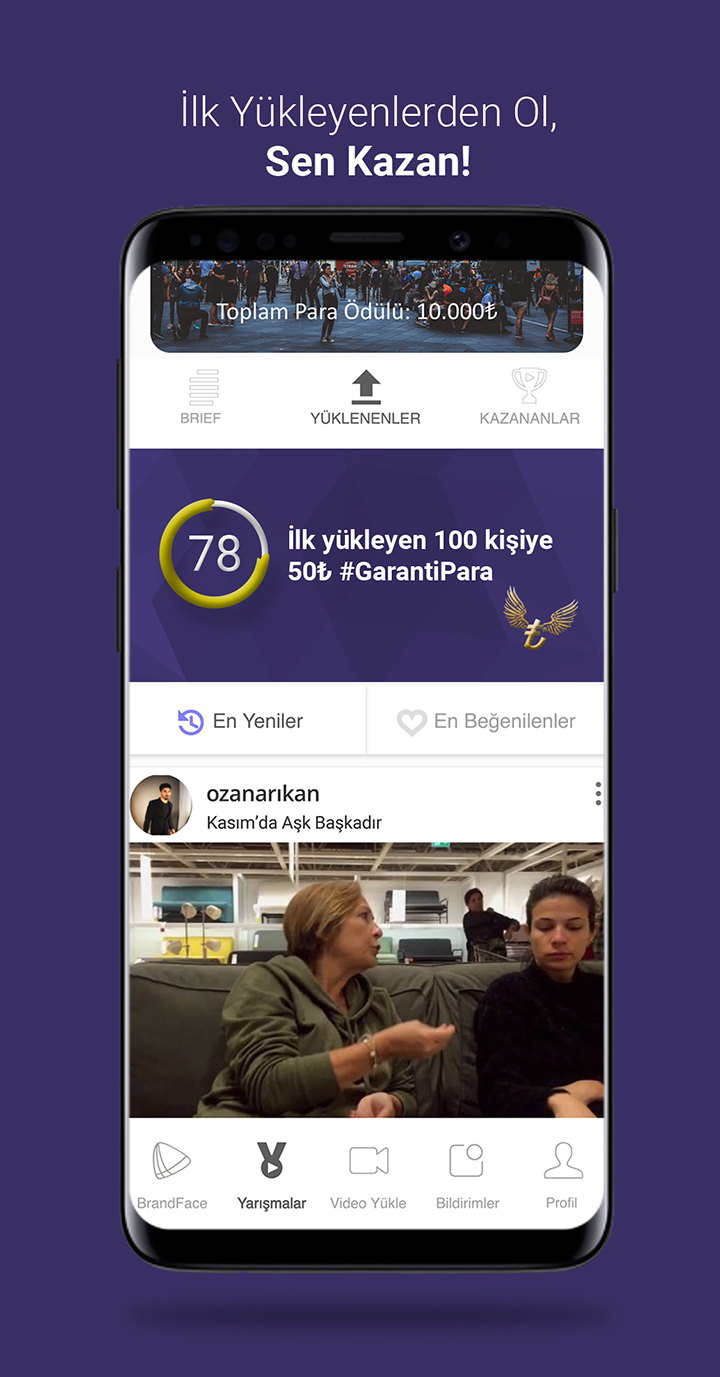 İlk Yükleyenlerden Ol,
Sen Kazan!
Toplam Para Ödülü: 10.000₺
BRIEF
YÜKLENENLER
KAZANANLAR
78
İlk yükleyen 100 kişiye
50₺ #GarantiPara
₺
En Yeniler
En Beğenilenler
ozanarıkan
Kasım’da Aşk Başkadır
BrandFace
Yarışmalar
Video Yükle
Bildirimler
Profil